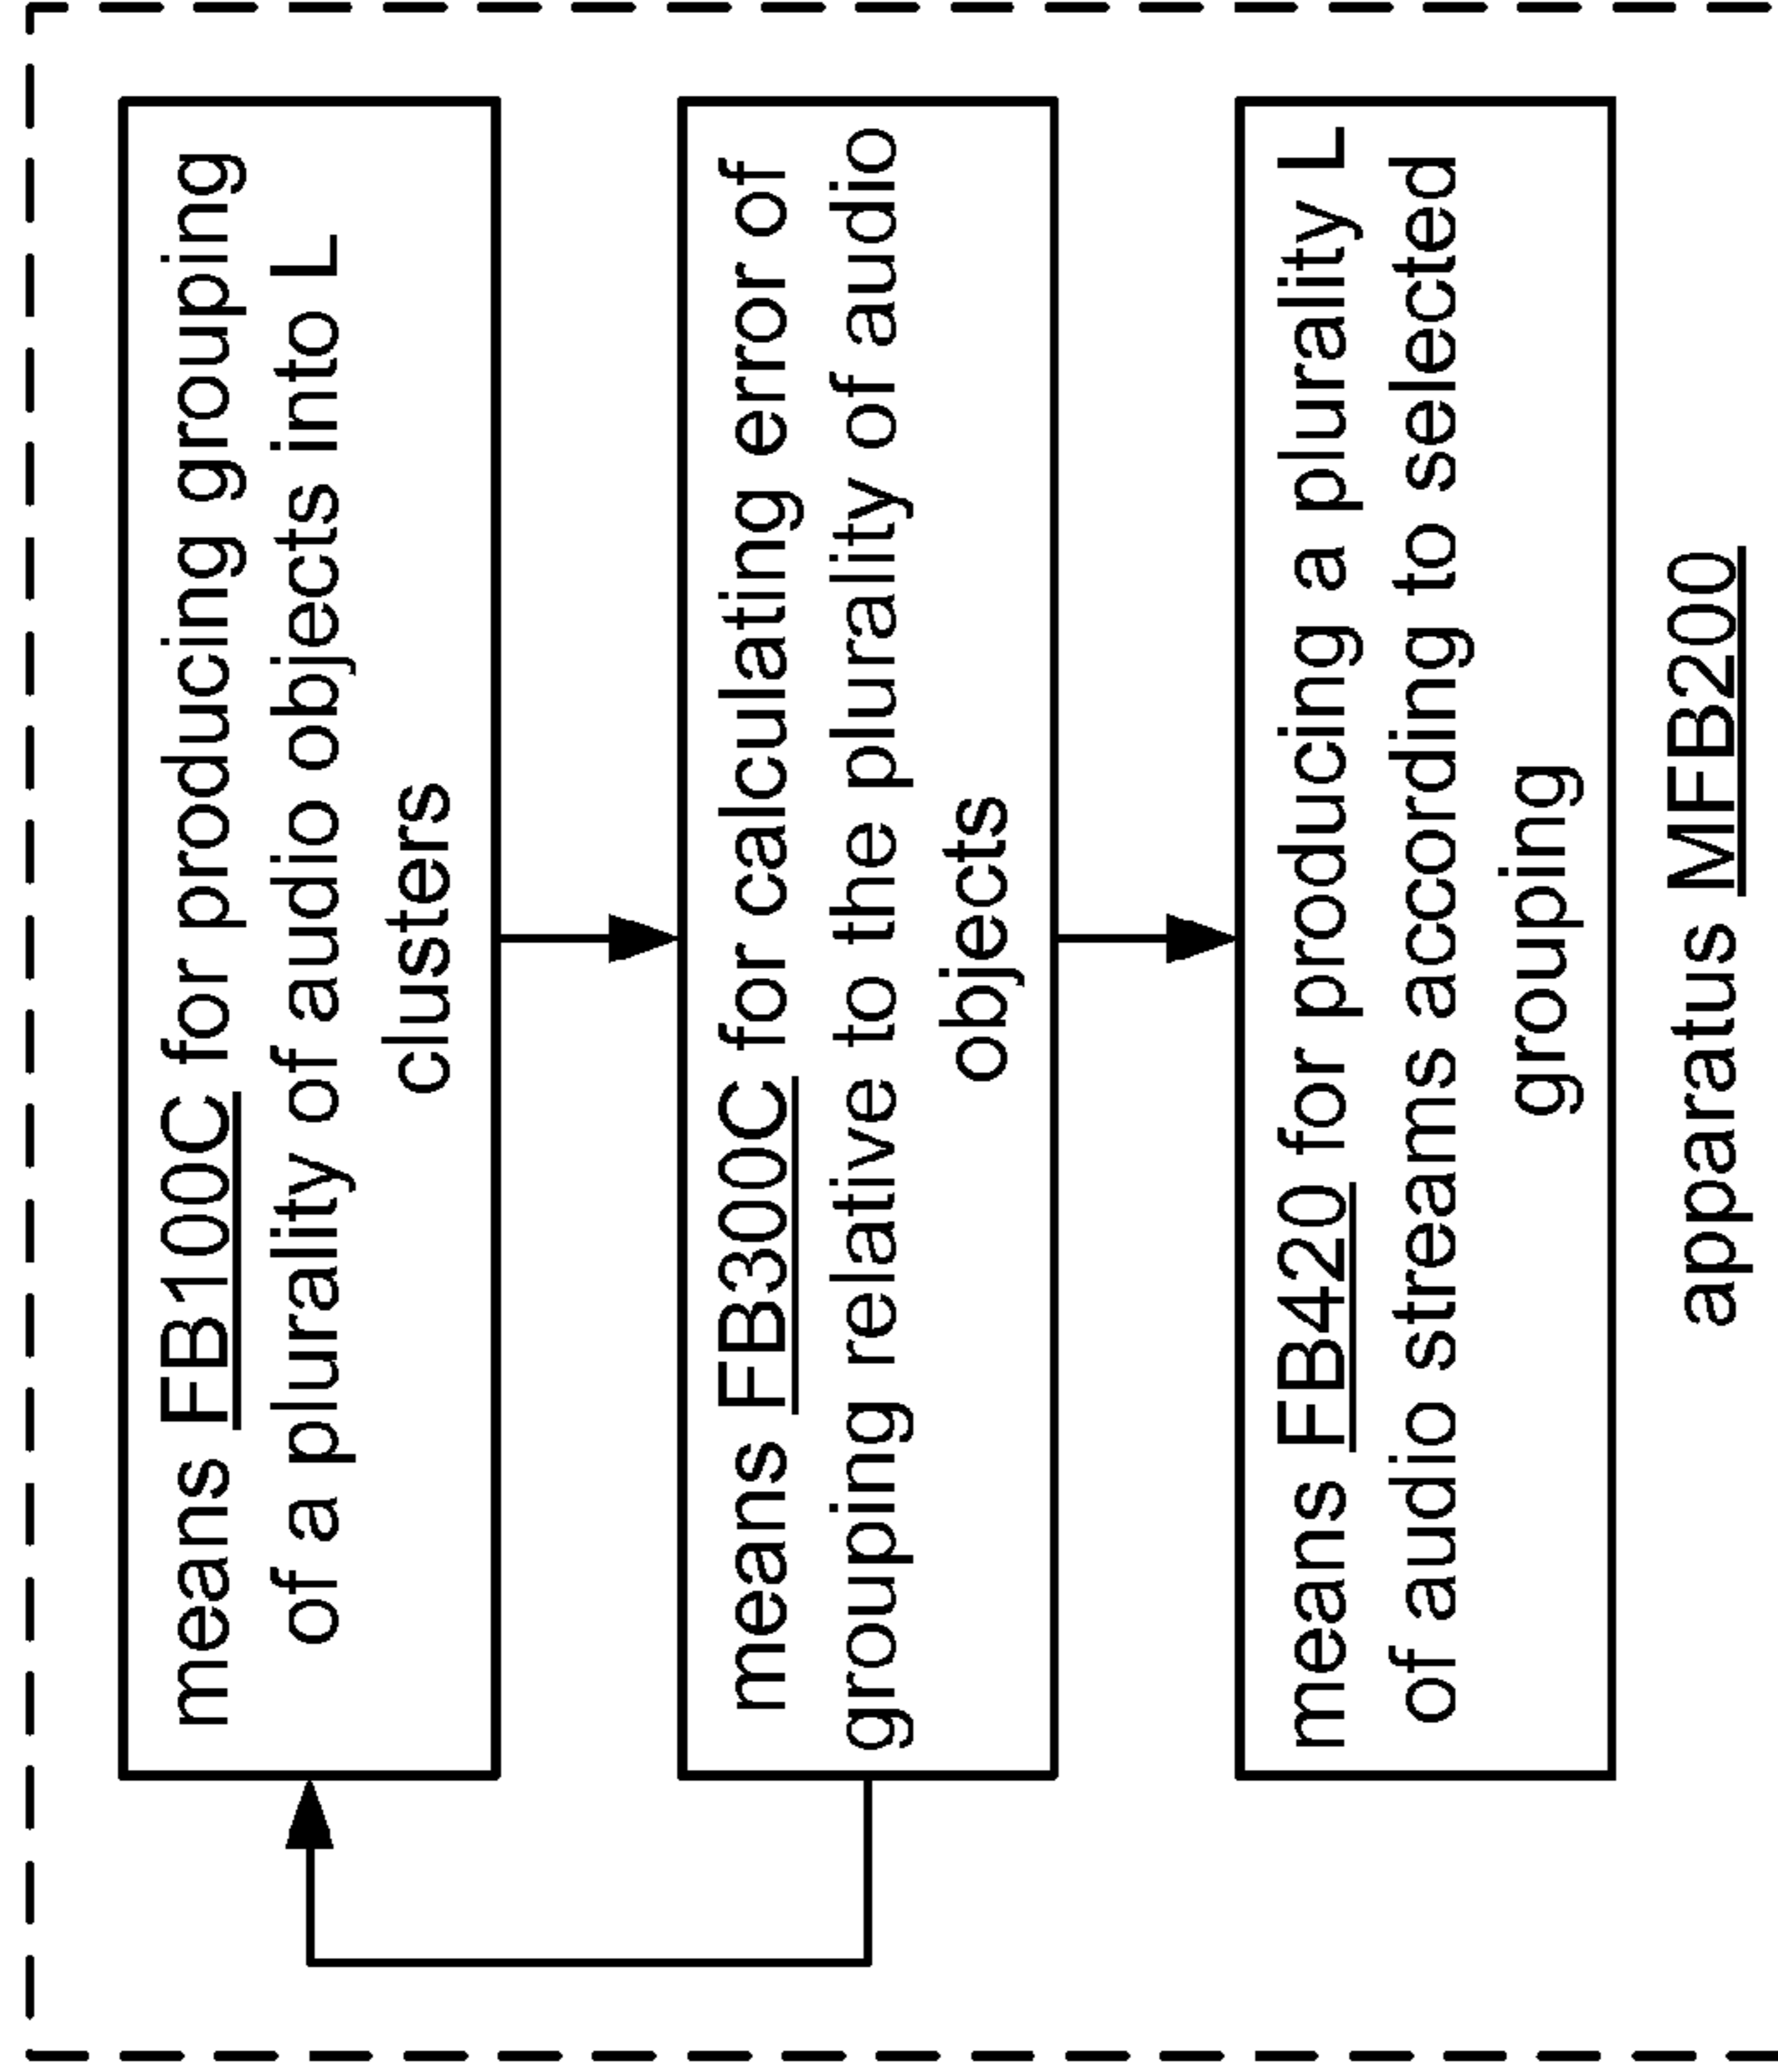 means FB100C for producing grouping
of a plurality of audio objects into L
clusters
means FB300C for calculating error of
grouping relative to the plurality of audio
objects
means FB420 for producing a plurality L
of audio streams according to selected
grouping
apparatus MFB200